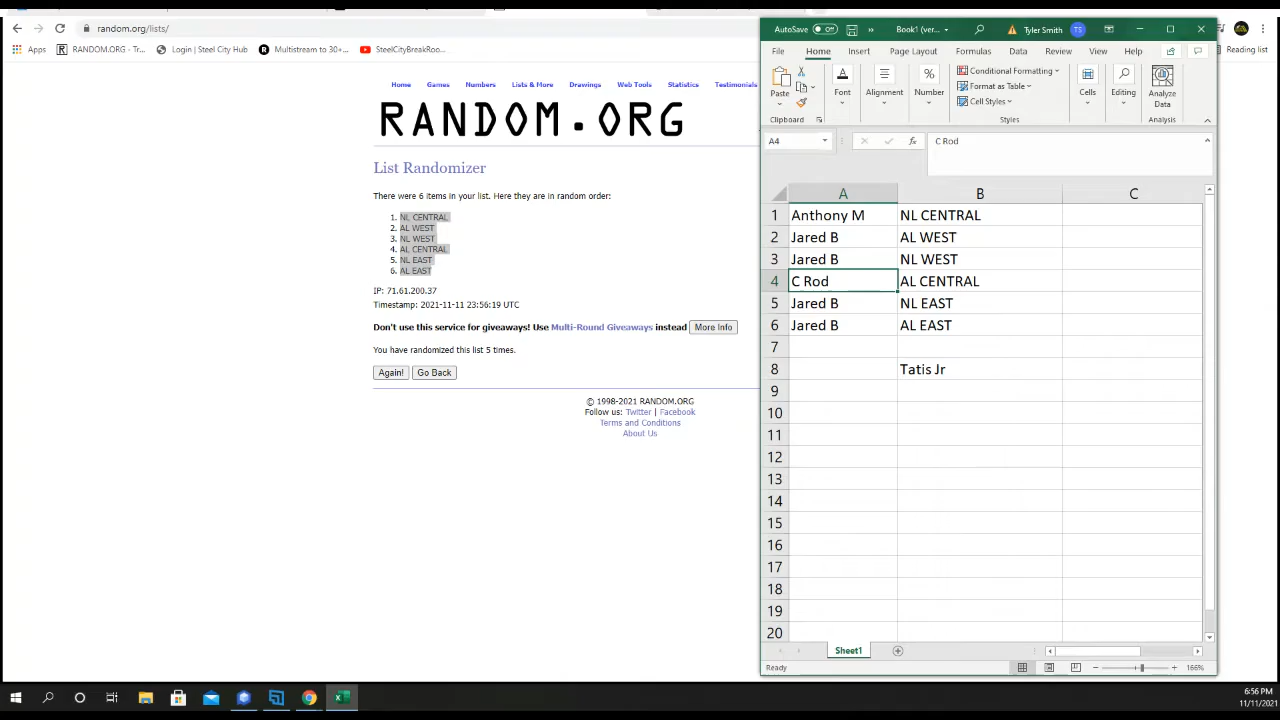 random.org/lists/
Apps
RANDOM.ORG - Tr...
Login | Steel City Hub
Multistream to 30+...
SteelCityBreakRoo...
Reading list
Home
Games
Numbers
Lists & More
Drawings
Web Tools
Statistics
Testimonials
RANDOM.ORG
List Randomizer
There were 6 items in your list. Here they are in random order:
1. NL CENTRAL
2. AL WEST
3. NL WEST
4. AL CENTRAL
5. NL EAST
6. AL EAST
IP: 71.61.200.37
Timestamp: 2021-11-11 23:56:19 UTC
Don't use this service for giveaways! Use Multi-Round Giveaways instead More Info
You have randomized this list 5 times.
Again! Go Back
© 1998-2021 RANDOM.ORG
Follow us: Twitter | Facebook
Terms and Conditions
About Us
AutoSave Off Book1 (ver... Tyler Smith TS
File Home Insert Page Layout Formulas Data Review View Help
Paste
Clipboard
Font
Alignment
Number
Conditional Formatting
Format as Table
Cell Styles
Styles
Cells
Editing
Analyze
Data
Analysis
A4 fx C Rod
A B C
1 Anthony M NL CENTRAL
2 Jared B AL WEST
3 Jared B NL WEST
4 C Rod AL CENTRAL
5 Jared B NL EAST
6 Jared B AL EAST
7
8 Tatis Jr
9
10
11
12
13
14
15
16
17
18
19
20
Sheet1
Ready
166%
6:56 PM
11/11/2021